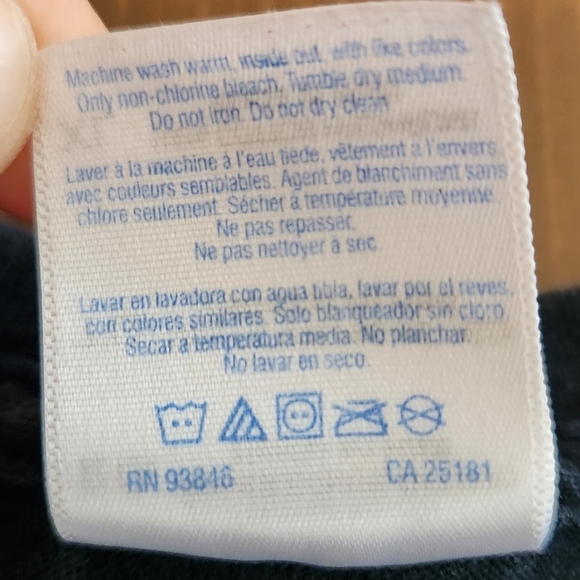 Machine wash warm, inside out, with like colors.
Only non-chlorine bleach. Tumble dry medium.
Do not iron. Do not dry clean
Laver à la machine à l'eau tiède, vêtement à l'envers
avec couleurs semblables. Agent de blanchiment sans
chlore seulement. Sécher à température moyenne.
Ne pas repasser.
Ne pas nettoyer à sec.
Lavar en lavadora con agua tibia, lavar por el reves,
con colores similares. Solo blanqueador sin cloro.
Secar a temperatura media. No planchar.
No lavar en seco.
RN 93846 CA 25181